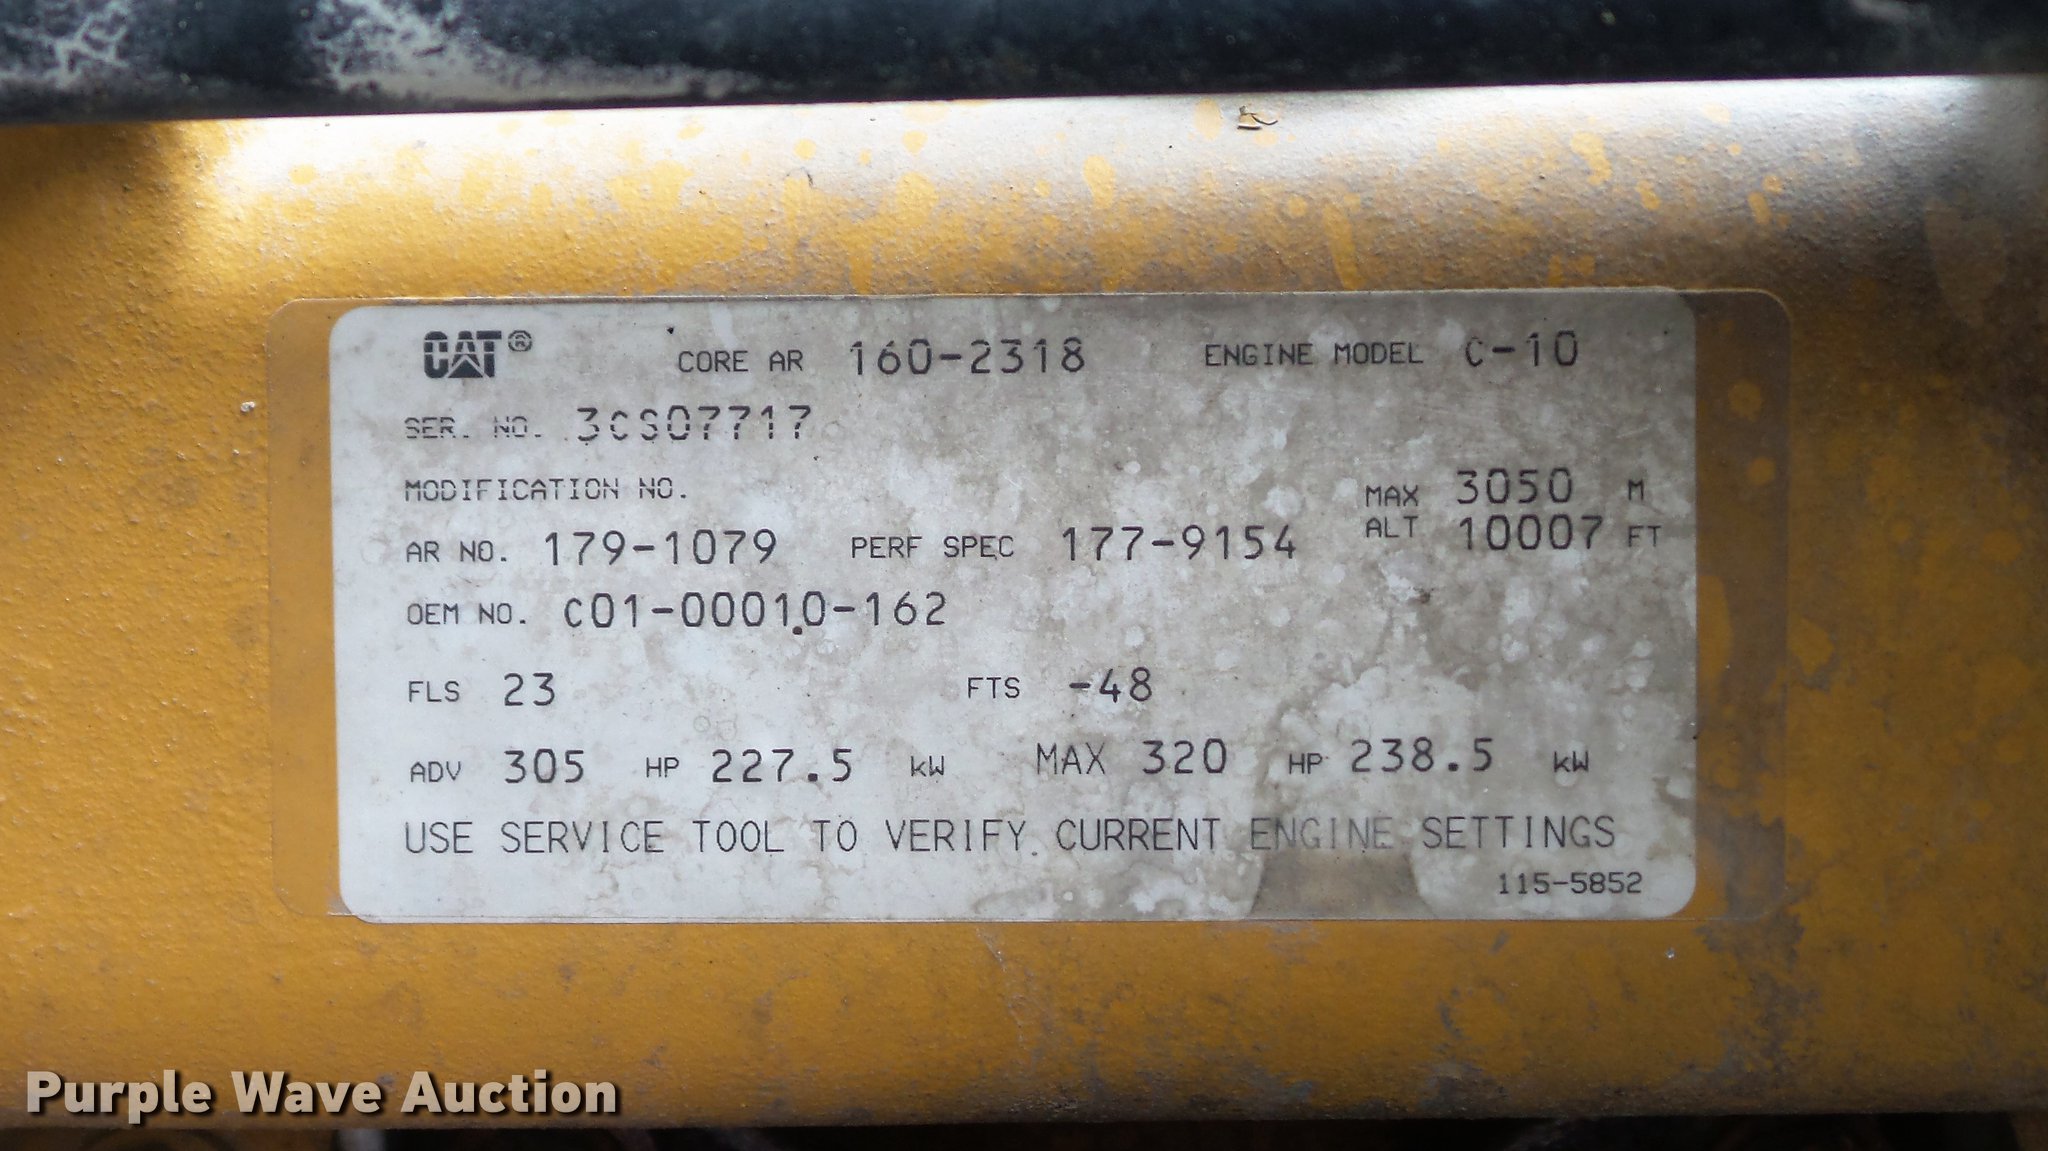 CAT® CORE AR 160-2318 ENGINE MODEL C-10
SER. NO. 3CS07717
MODIFICATION NO.
MAX ALT 3050 M
10007 FT
AR NO. 179-1079 PERF SPEC 177-9154
OEM NO. C01-00010-162
FLS 23 FTS -48
ADV 305 HP 227.5 kW MAX 320 HP 238.5 kW
USE SERVICE TOOL TO VERIFY CURRENT ENGINE SETTINGS
115-5852
Purple Wave Auction